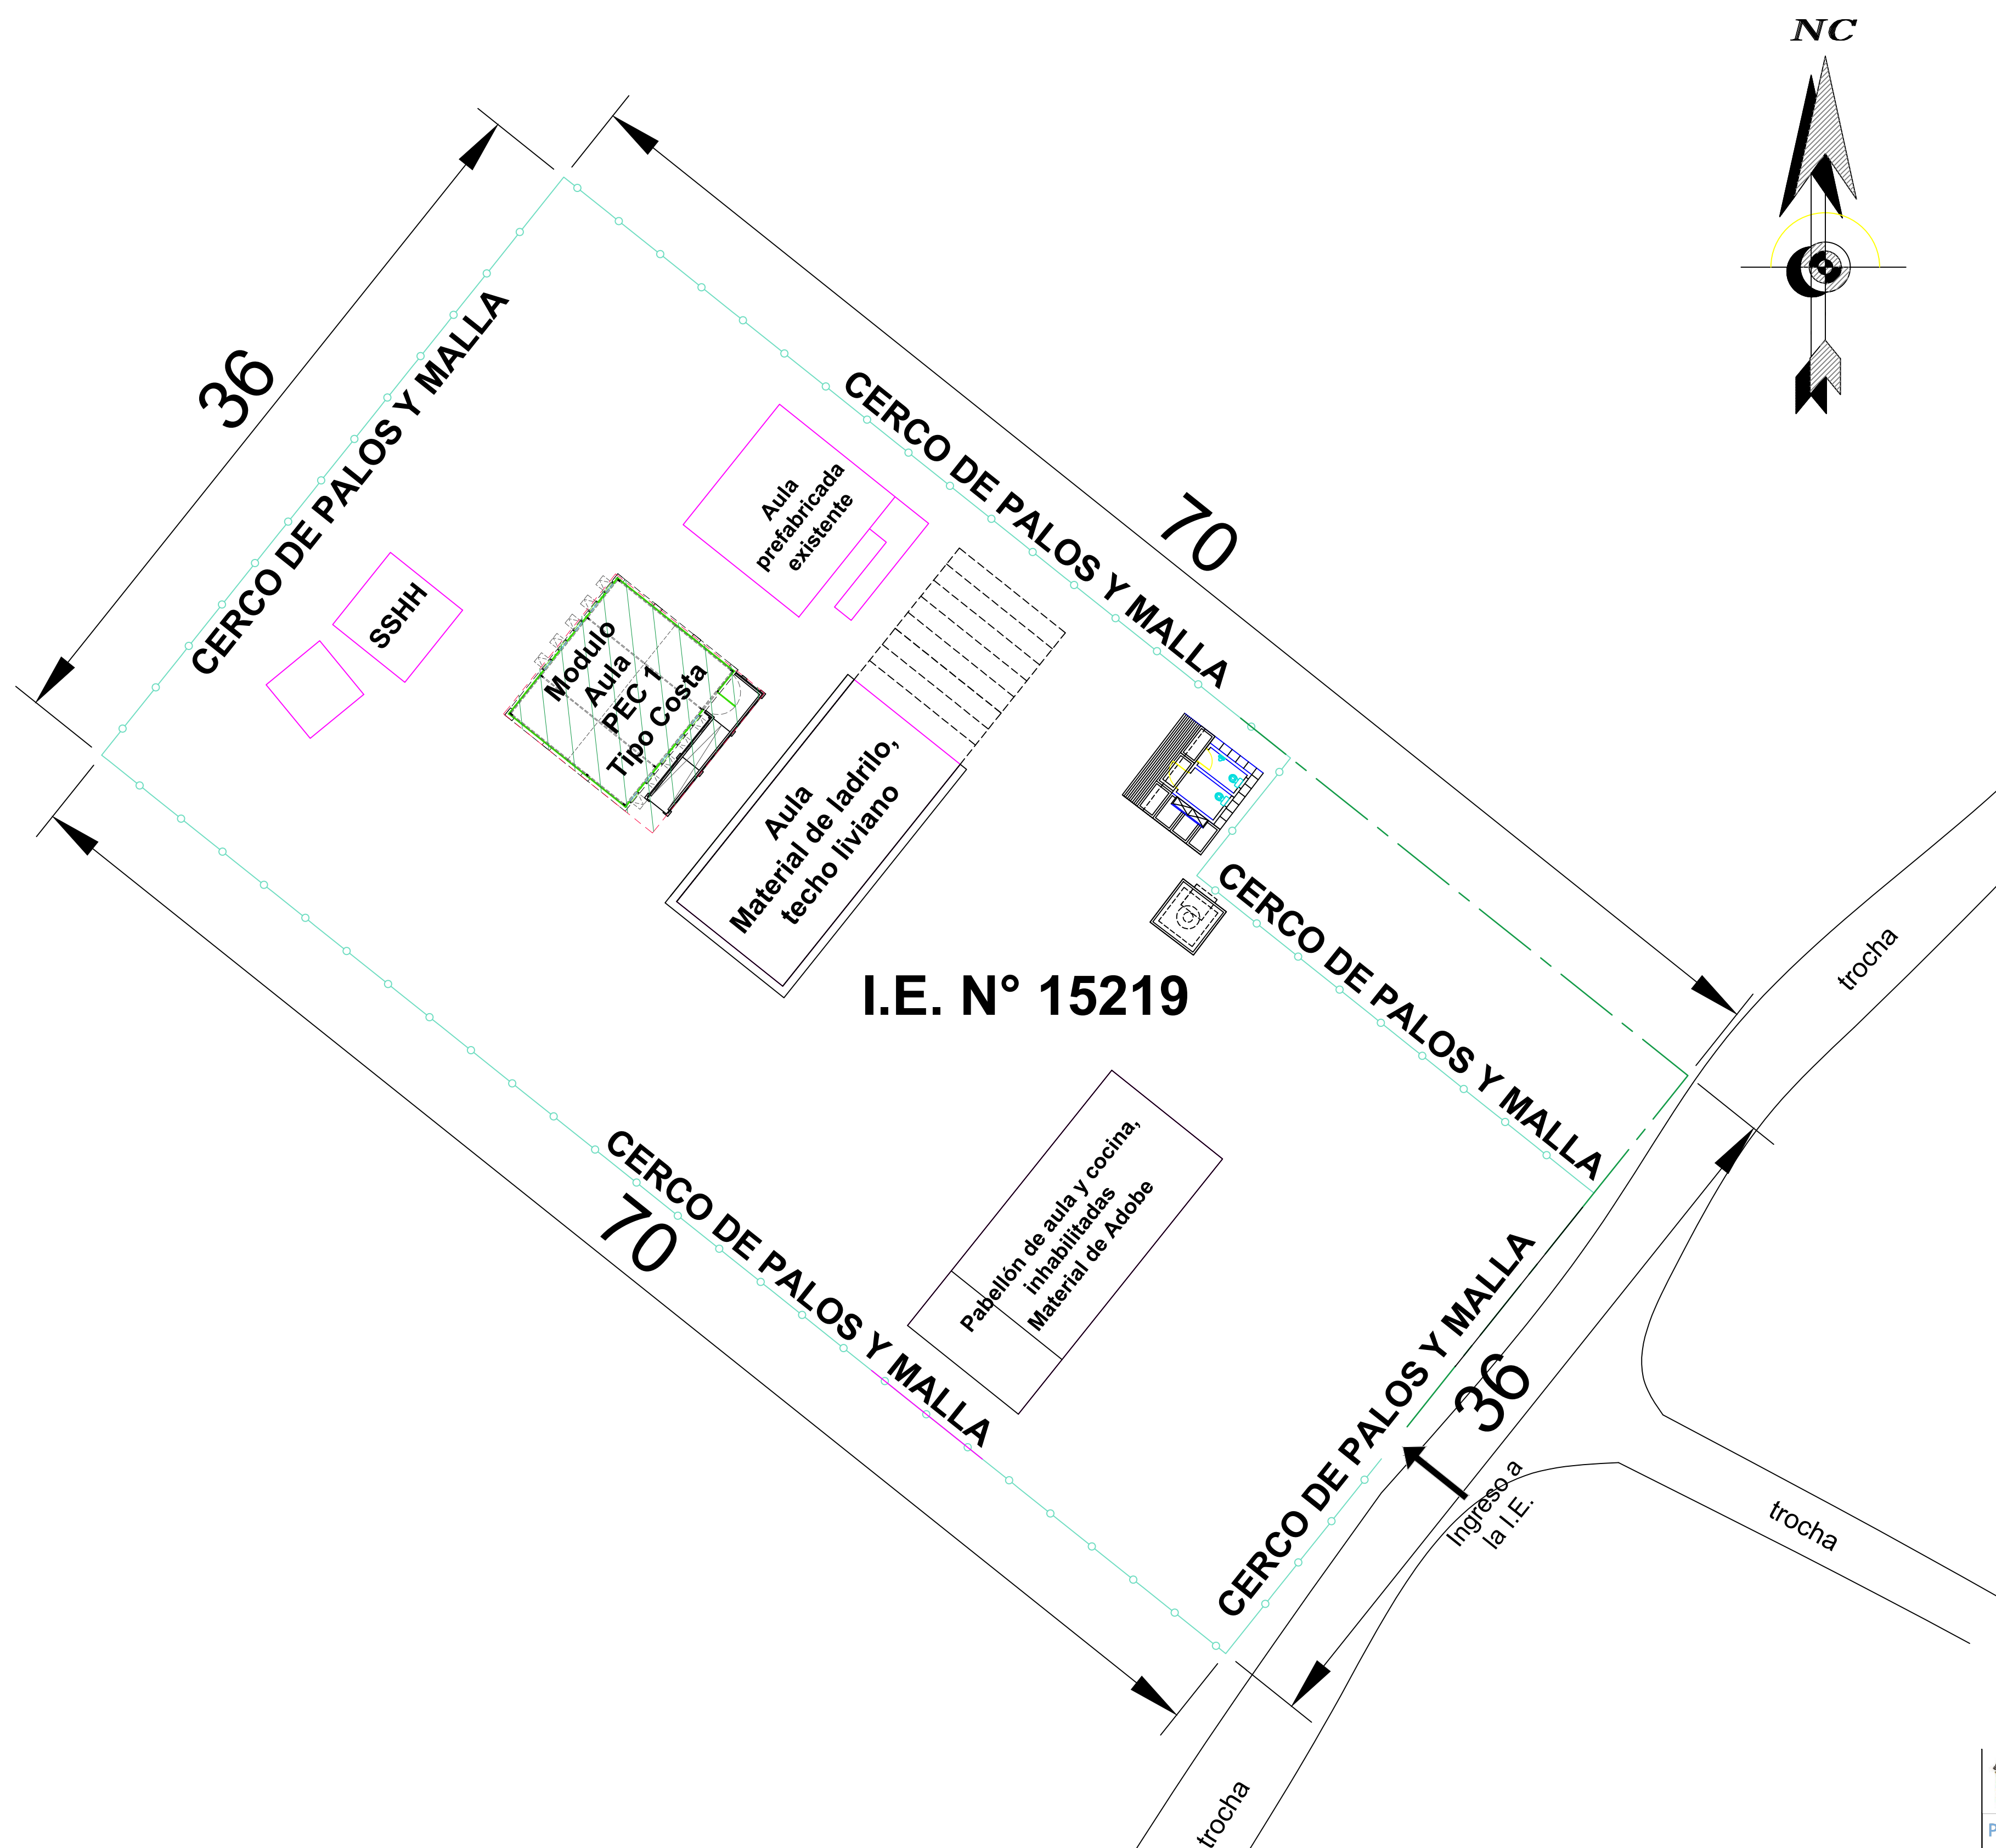 NC
36
CERCO DE PALOS Y MALLA
CERCO DE PALOS Y MALLA
70
Aula
prefabricada
existente
SSHH
Modulo
Aula
PEC 1
Tipo Costa
Aula
Material de ladrilo,
techo liviano
CERCO DE PALOS Y MALLA
trocha
I.E. N° 15219
Pabellón de aula y cocina,
inhabilitadas
Material de Adobe
CERCO DE PALOS Y MALLA
70
CERCO DE PALOS Y MALLA
36
Ingreso a
la I.E.
trocha
trocha
P